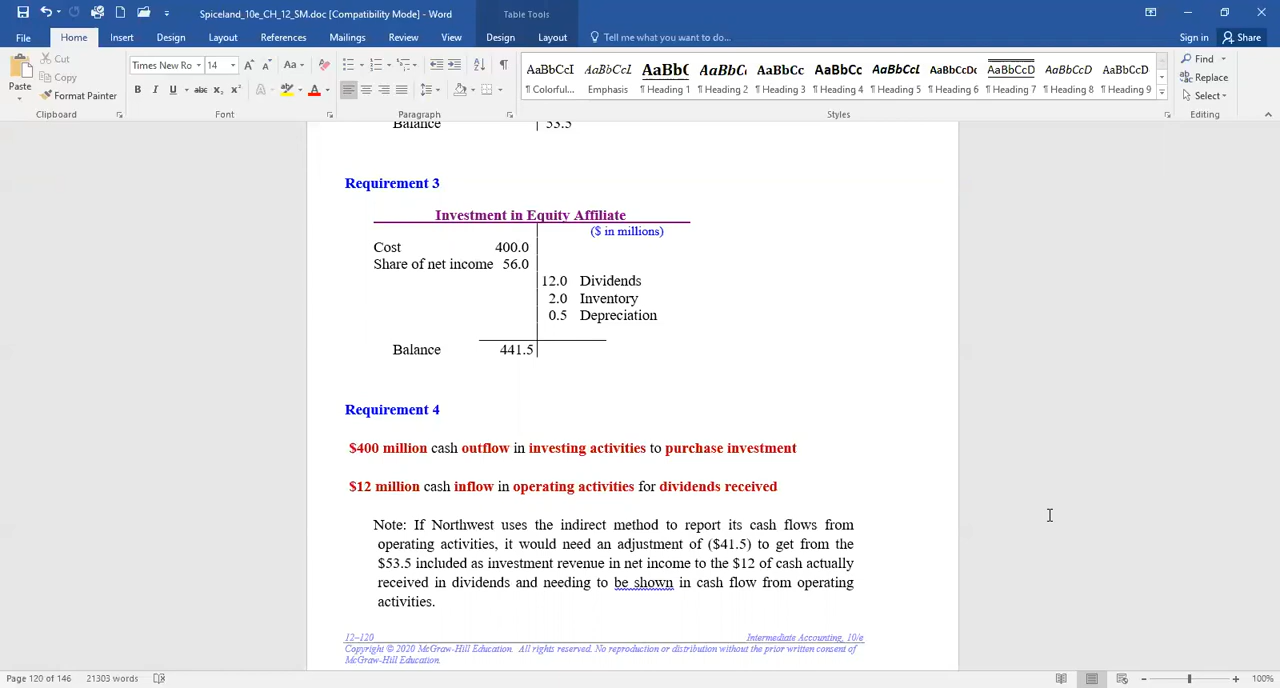 Spiceland_10e_CH_12_SM.doc [Compatibility Mode] - Word
Table Tools
File Home Insert Design Layout References Mailings Review View Design Layout Tell me what you want to do... Sign in Share
Paste
Cut
Copy
Format Painter
Clipboard
Times New Ro 14
Aa
B I U abc x₂ x²
Font
Paragraph
AaBbCcI AaBbCcL AaBbC AaBbCc AaBbCc AaBbCc AaBbCcL AaBbCcDc AaBbCcD AaBbCcD AaBbCcD
¶ Colorful... Emphasis ¶ Heading 1 ¶ Heading 2 ¶ Heading 3 ¶ Heading 4 ¶ Heading 5 ¶ Heading 6 ¶ Heading 7 ¶ Heading 8 ¶ Heading 9
Styles
Find
Replace
Select
Editing
Balance 53.5
Requirement 3
Investment in Equity Affiliate
($ in millions)
Cost 400.0
Share of net income 56.0
12.0 Dividends
2.0 Inventory
0.5 Depreciation
Balance 441.5
Requirement 4
$400 million cash outflow in investing activities to purchase investment
$12 million cash inflow in operating activities for dividends received
Note: If Northwest uses the indirect method to report its cash flows from
operating activities, it would need an adjustment of ($41.5) to get from the
$53.5 included as investment revenue in net income to the $12 of cash actually
received in dividends and needing to be shown in cash flow from operating
activities.
12–120 Intermediate Accounting, 10/e
Copyright © 2020 McGraw-Hill Education. All rights reserved. No reproduction or distribution without the prior written consent of
McGraw-Hill Education.
Page 120 of 146 21303 words 100%